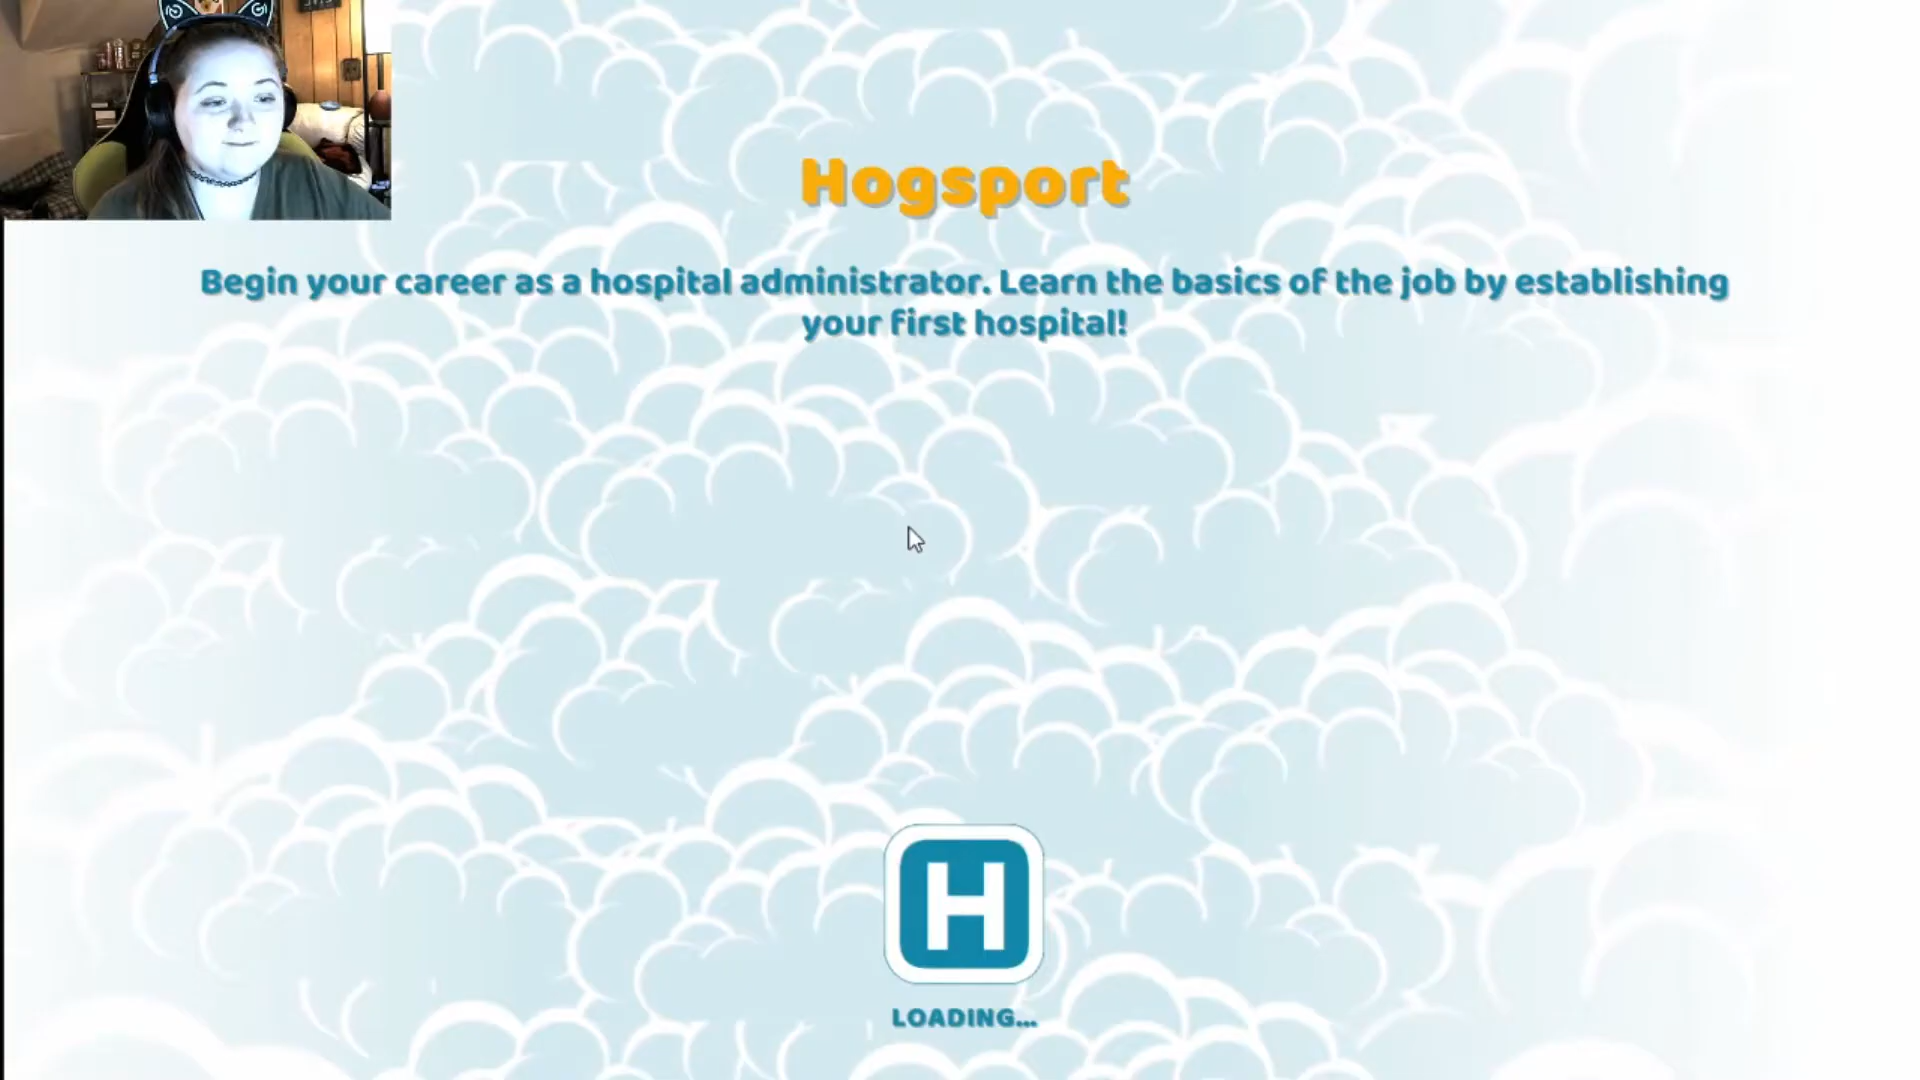 Hogsport
Begin your career as a hospital administrator. Learn the basics of the job by establishing
your first hospital!
H
LOADING...